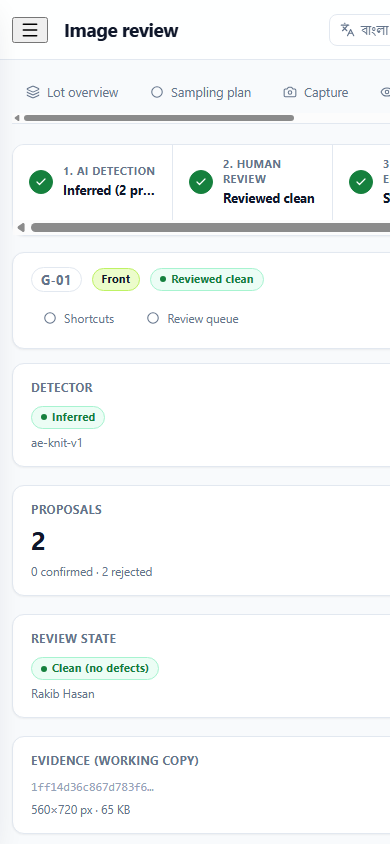 Image review
বাংলা
Lot overview
Sampling plan
Capture
1. AI DETECTION
Inferred (2 pr...
2. HUMAN
REVIEW
Reviewed clean
3
E
S
G-01
Front
Reviewed clean
Shortcuts
Review queue
DETECTOR
Inferred
ae-knit-v1
PROPOSALS
2
0 confirmed · 2 rejected
REVIEW STATE
Clean (no defects)
Rakib Hasan
EVIDENCE (WORKING COPY)
1ff14d36c867d783f6…
560×720 px · 65 KB